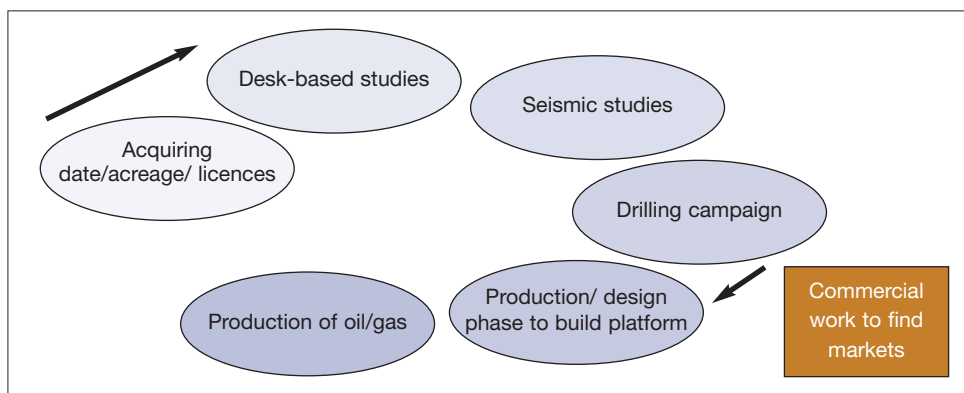 Desk-based studies
Seismic studies
Acquiring
date/acreage/ licences
Drilling campaign
Production of oil/gas
Production/ design
phase to build platform
Commercial
work to find
markets